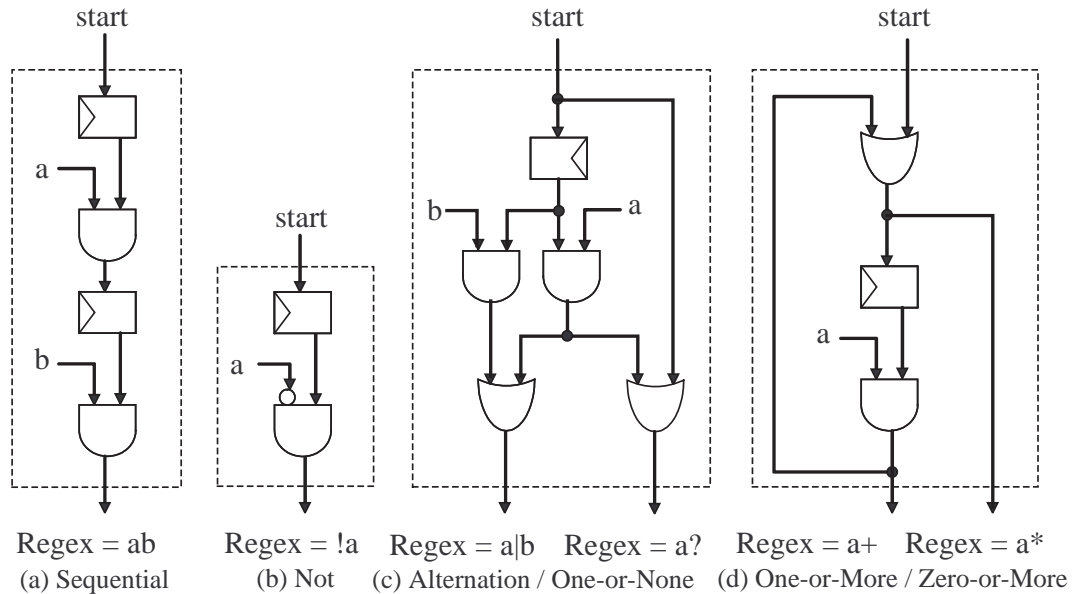 start
a
b
Regex = ab
(a) Sequential
start
a
Regex = !a
(b) Not
start
b
a
Regex = a|b
Regex = a?
(c) Alternation / One-or-None
start
a
Regex = a+
Regex = a*
(d) One-or-More / Zero-or-More